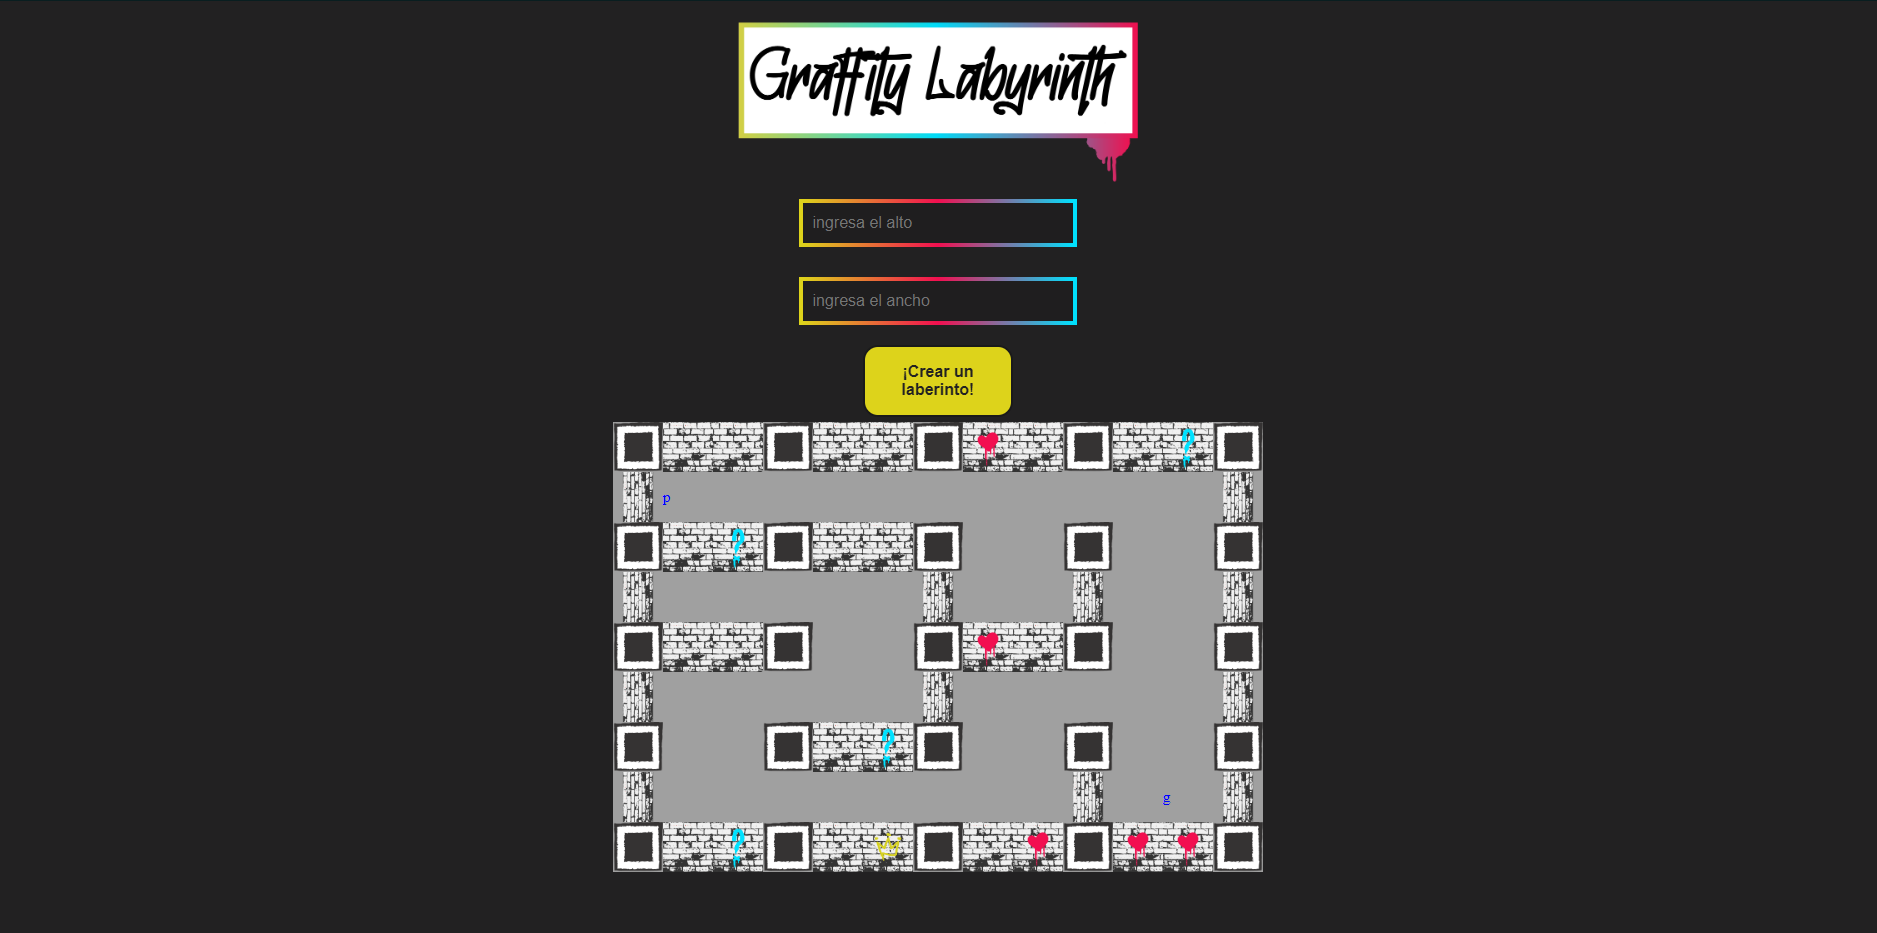 Graffity Labyrinth
ingresa el alto
ingresa el ancho
¡Crear un
laberinto!
?
p
?
?
g
?